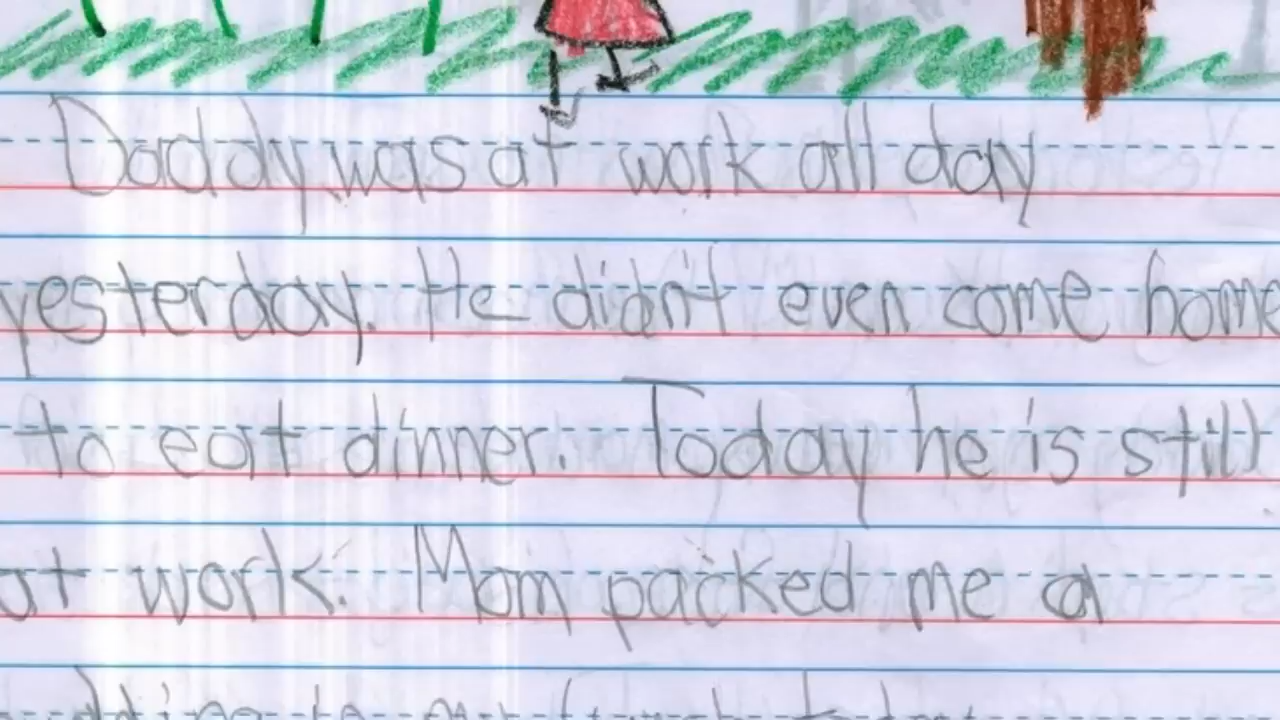 Daddy was at work all day
yesterday. He didn't even come home
to eat dinner. Today he is still
at work. Mom packed me a